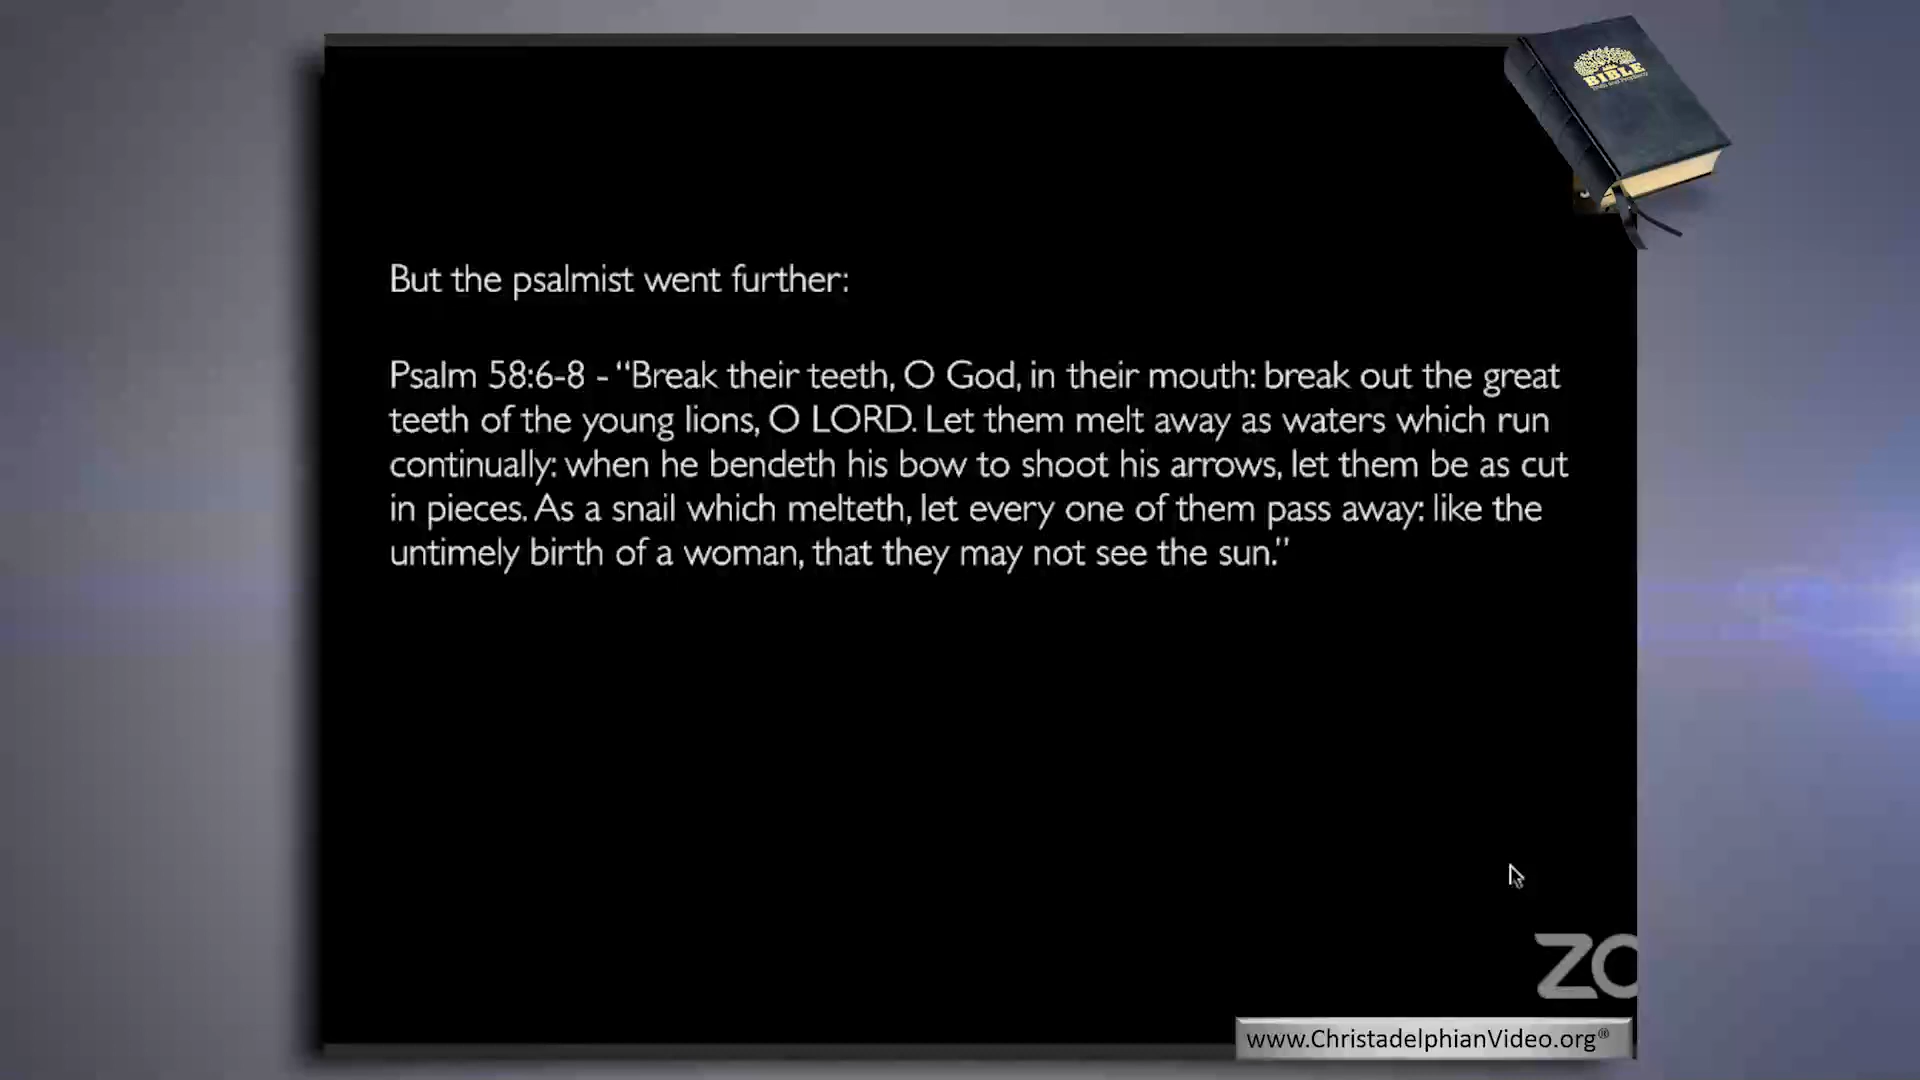 BIBLE
But the psalmist went further:
Psalm 58:6-8 - “Break their teeth, O God, in their mouth: break out the great
teeth of the young lions, O LORD. Let them melt away as waters which run
continually: when he bendeth his bow to shoot his arrows, let them be as cut
in pieces. As a snail which melteth, let every one of them pass away: like the
untimely birth of a woman, that they may not see the sun.”
ZO
www.ChristadelphianVideo.org®